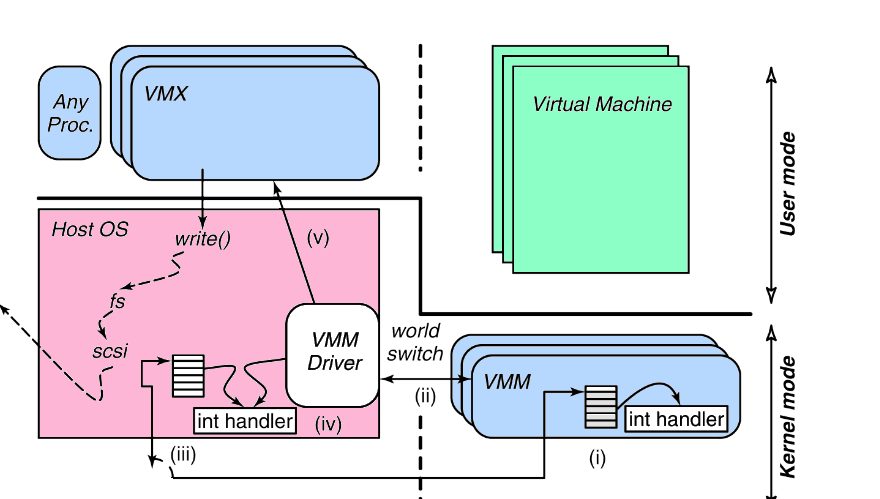 Any
Proc.
VMX
Virtual Machine
User mode
Host OS
write()
(v)
fs
scsi
VMM
Driver
world
switch
(ii)
VMM
int handler
(iv)
int handler
(iii)
(i)
Kernel mode